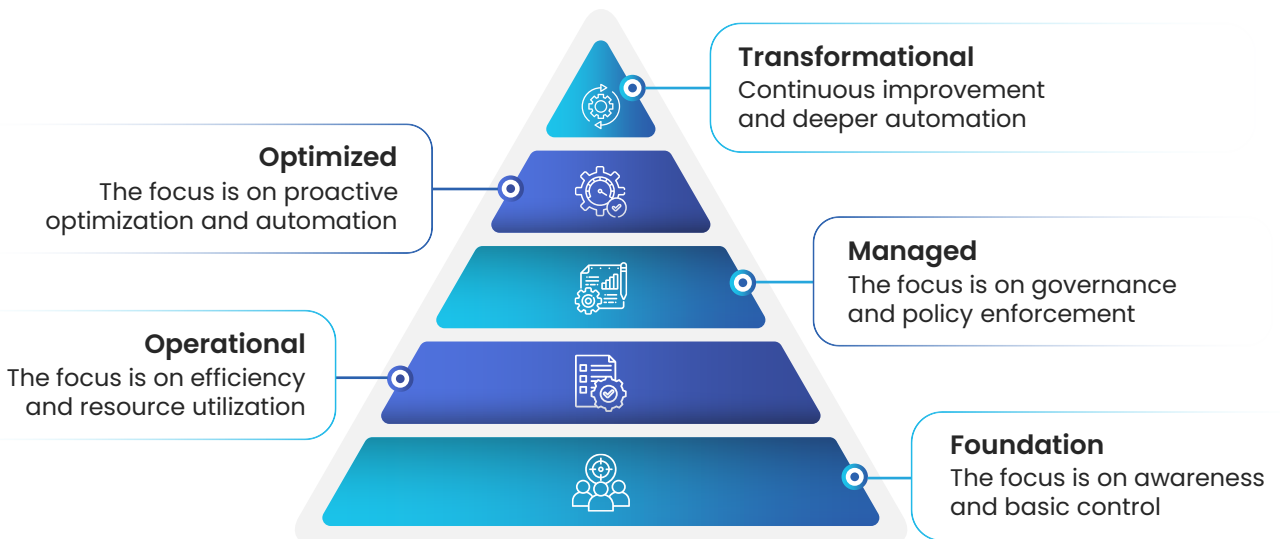 Transformational
Continuous improvement
and deeper automation
Optimized
The focus is on proactive
optimization and automation
Managed
The focus is on governance
and policy enforcement
Operational
The focus is on efficiency
and resource utilization
Foundation
The focus is on awareness
and basic control